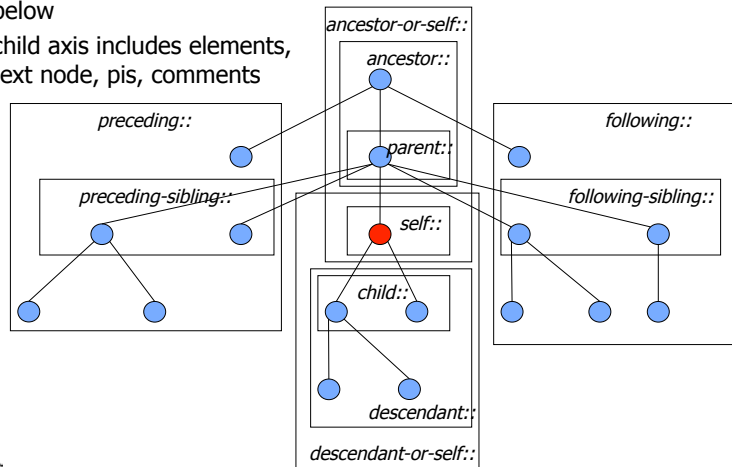 below
child axis includes elements,
ext node, pis, comments
ancestor-or-self::
ancestor::
preceding::
following::
parent::
preceding-sibling::
following-sibling::
self::
child::
descendant::
descendant-or-self::